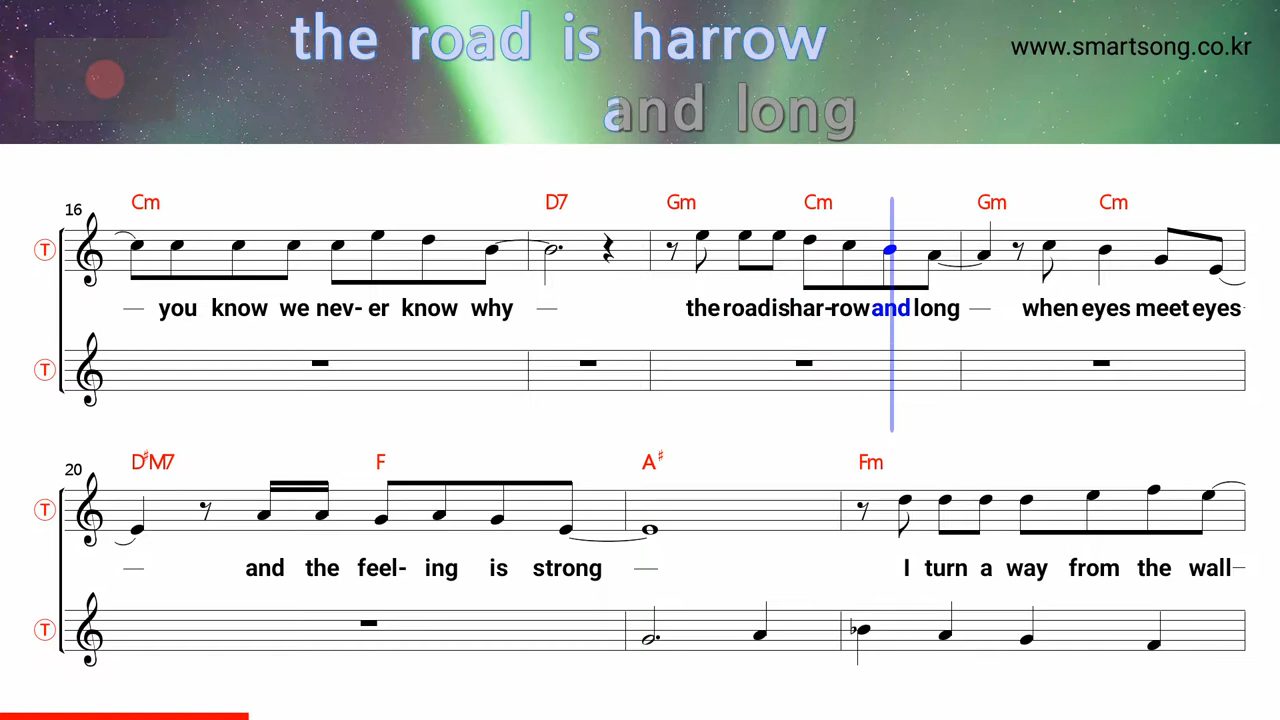 the road is harrow
www.smartsong.co.kr
and long
Cm D7 Gm Cm Gm Cm
16
T
you know we nev- er know why the road is har- row and long when eyes meet eyes
T
D♯M7 F A♯ Fm
20
T
and the feel- ing is strong I turn a way from the wall
T